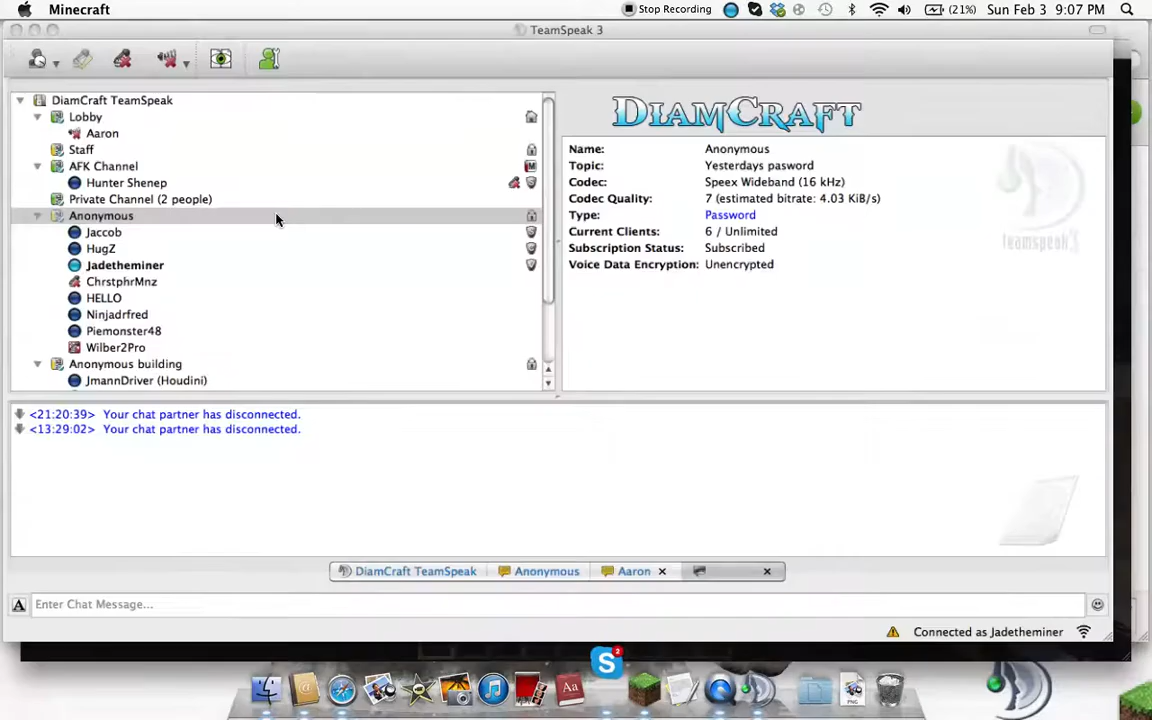 Minecraft Stop Recording (21%) Sun Feb 3 9:07 PM
TeamSpeak 3
DiamCraft TeamSpeak
Lobby
Aaron
Staff
AFK Channel
Hunter Shenep
Private Channel (2 people)
Anonymous
Jaccob
HugZ
Jadetheminer
ChrstphrMnz
HELLO
Ninjadrfred
Piemonster48
Wilber2Pro
Anonymous building
JmannDriver (Houdini)
DIAMCRAFT
Name: Anonymous
Topic: Yesterdays pasword
Codec: Speex Wideband (16 kHz)
Codec Quality: 7 (estimated bitrate: 4.03 KiB/s)
Type: Password
Current Clients: 6 / Unlimited
Subscription Status: Subscribed
Voice Data Encryption: Unencrypted
teamspeak3
<21:20:39> Your chat partner has disconnected.
<13:29:02> Your chat partner has disconnected.
DiamCraft TeamSpeak Anonymous Aaron
A Enter Chat Message...
Connected as Jadetheminer
S 2
Aa
PNG